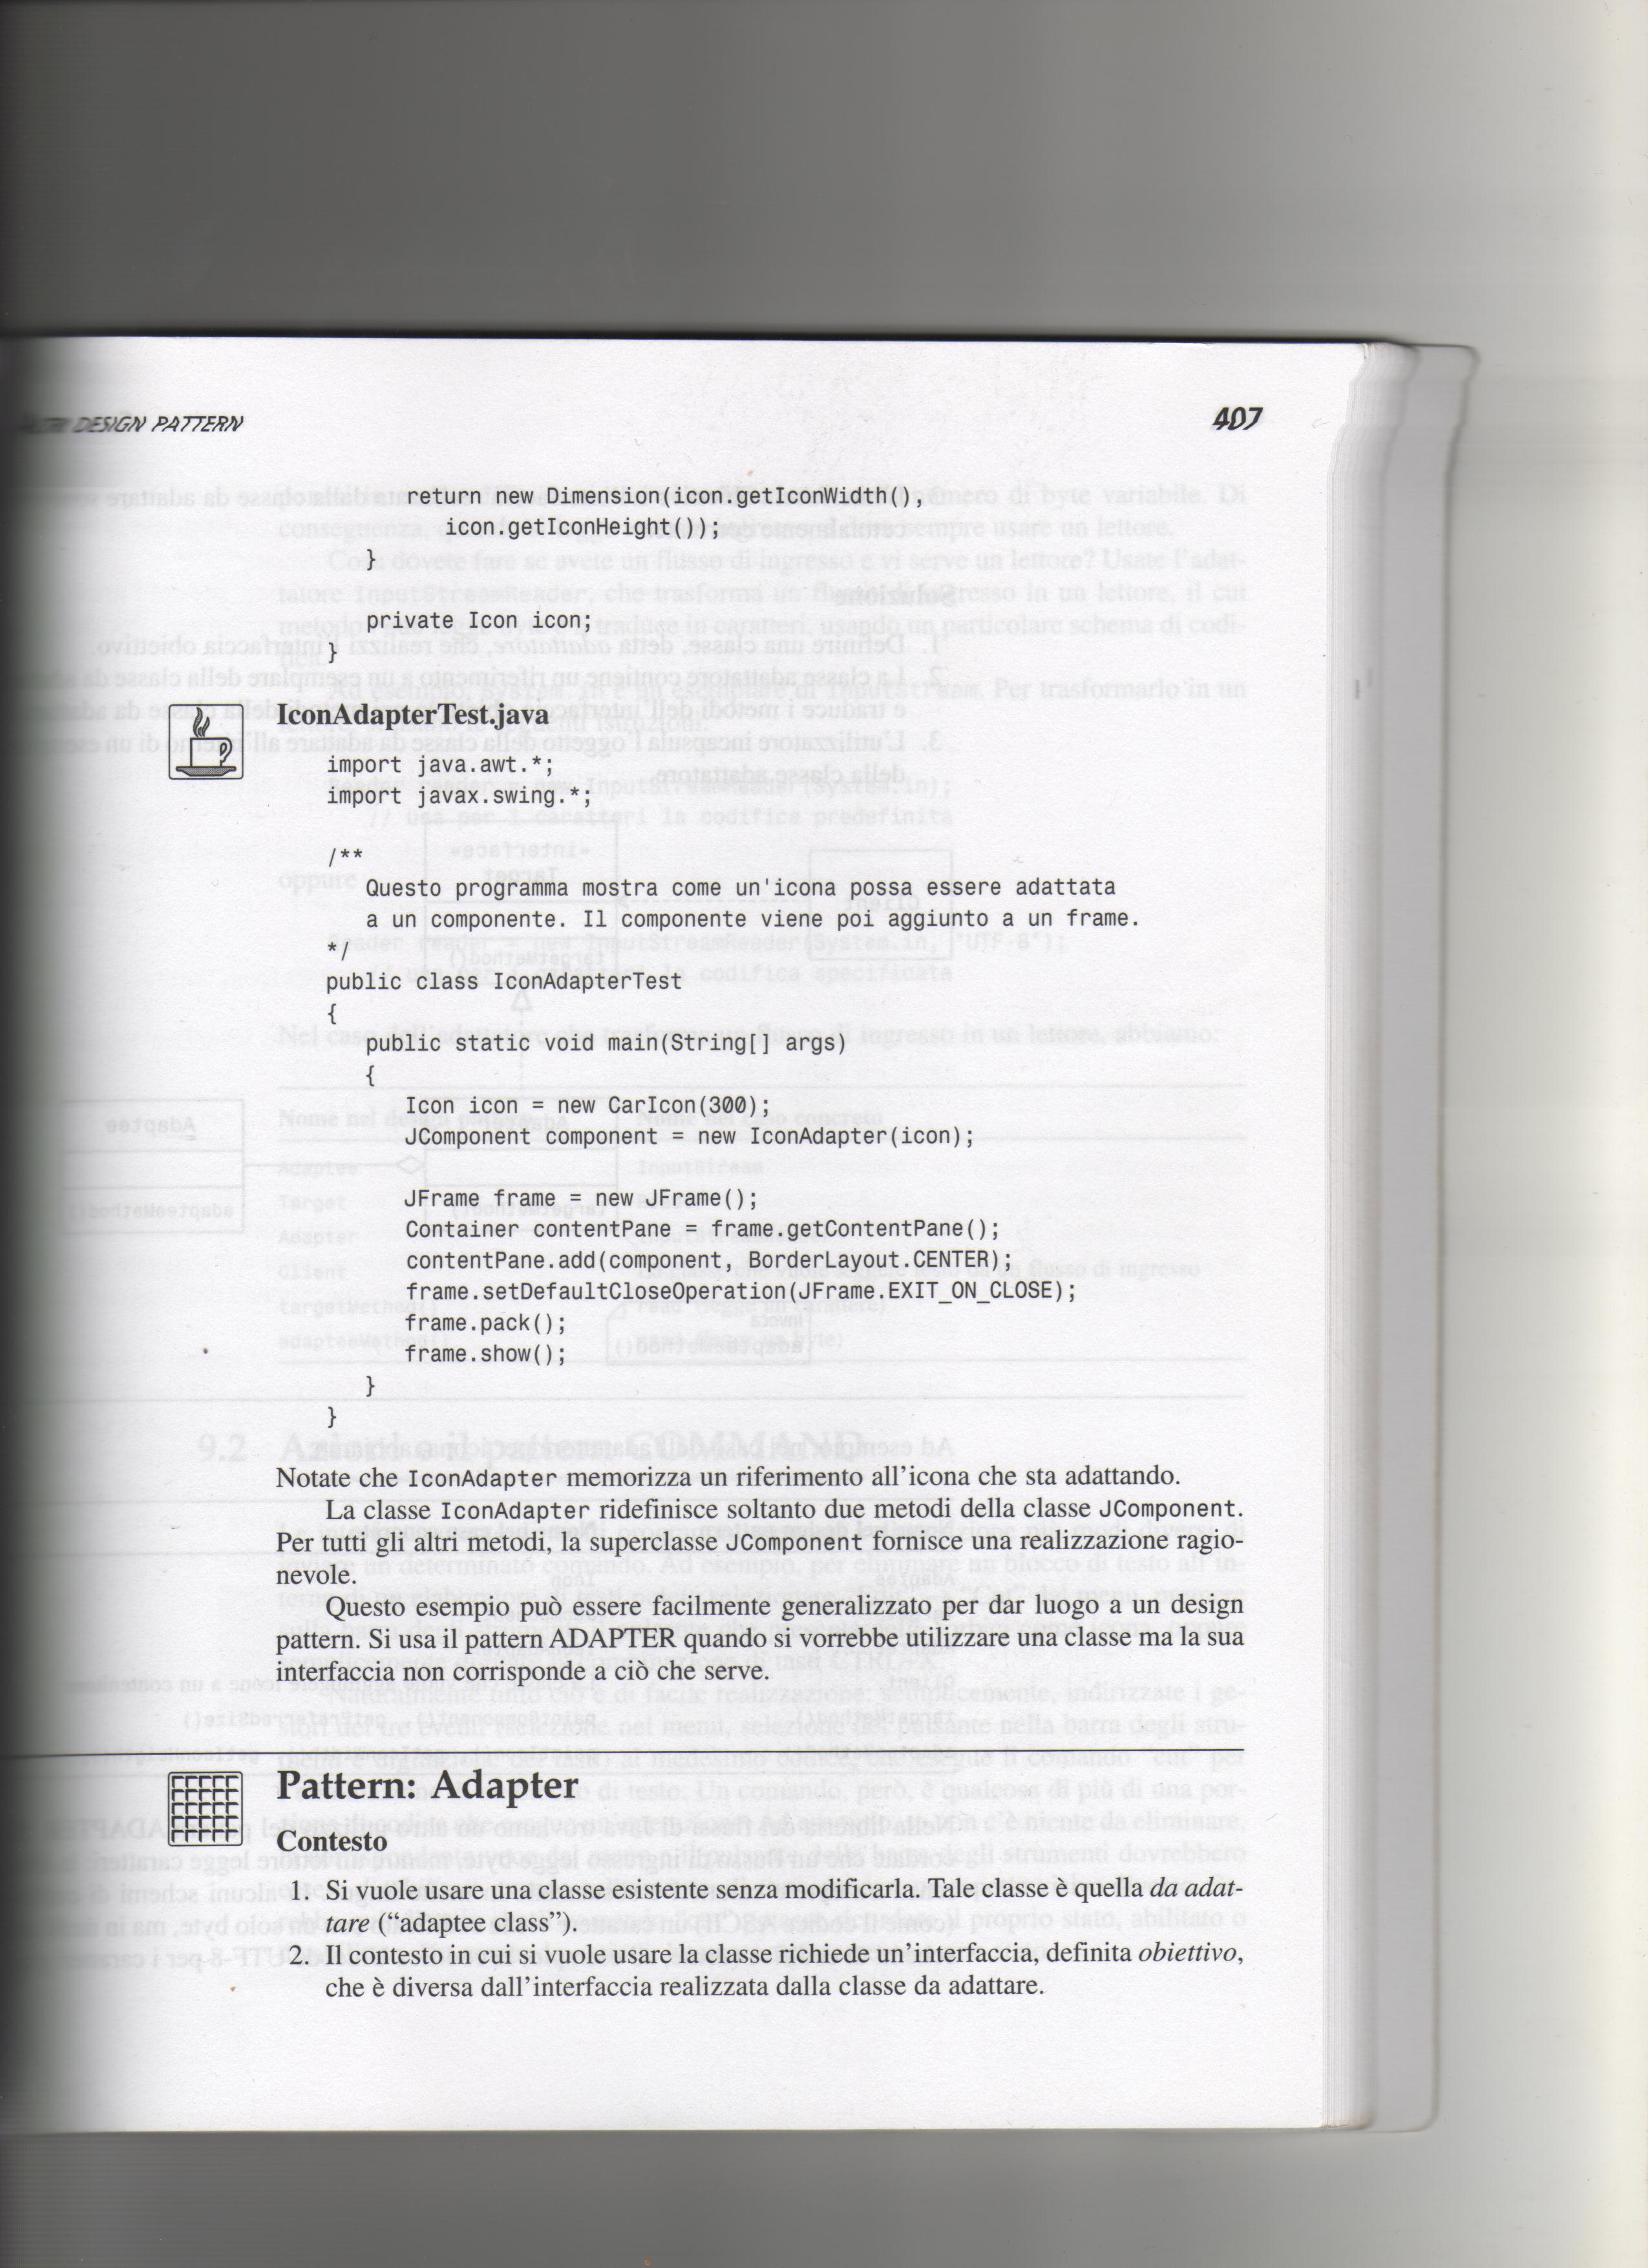 DESIGN PATTERN
407
return new Dimension(icon.getIconWidth(),
icon.getIconHeight());
}
private Icon icon;
}
IconAdapterTest.java
import java.awt.*;
import javax.swing.*;
/**
Questo programma mostra come un'icona possa essere adattata
a un componente. Il componente viene poi aggiunto a un frame.
*/
public class IconAdapterTest
{
public static void main(String[] args)
{
Icon icon = new CarIcon(300);
JComponent component = new IconAdapter(icon);
JFrame frame = new JFrame();
Container contentPane = frame.getContentPane();
contentPane.add(component, BorderLayout.CENTER);
frame.setDefaultCloseOperation(JFrame.EXIT_ON_CLOSE);
frame.pack();
frame.show();
}
}
Notate che IconAdapter memorizza un riferimento all'icona che sta adattando.
La classe IconAdapter ridefinisce soltanto due metodi della classe JComponent.
Per tutti gli altri metodi, la superclasse JComponent fornisce una realizzazione ragio-
nevole.
Questo esempio può essere facilmente generalizzato per dar luogo a un design
pattern. Si usa il pattern ADAPTER quando si vorrebbe utilizzare una classe ma la sua
interfaccia non corrisponde a ciò che serve.
Pattern: Adapter
Contesto
1. Si vuole usare una classe esistente senza modificarla. Tale classe è quella da adat-
tare (“adaptee class”).
2. Il contesto in cui si vuole usare la classe richiede un'interfaccia, definita obiettivo,
che è diversa dall'interfaccia realizzata dalla classe da adattare.